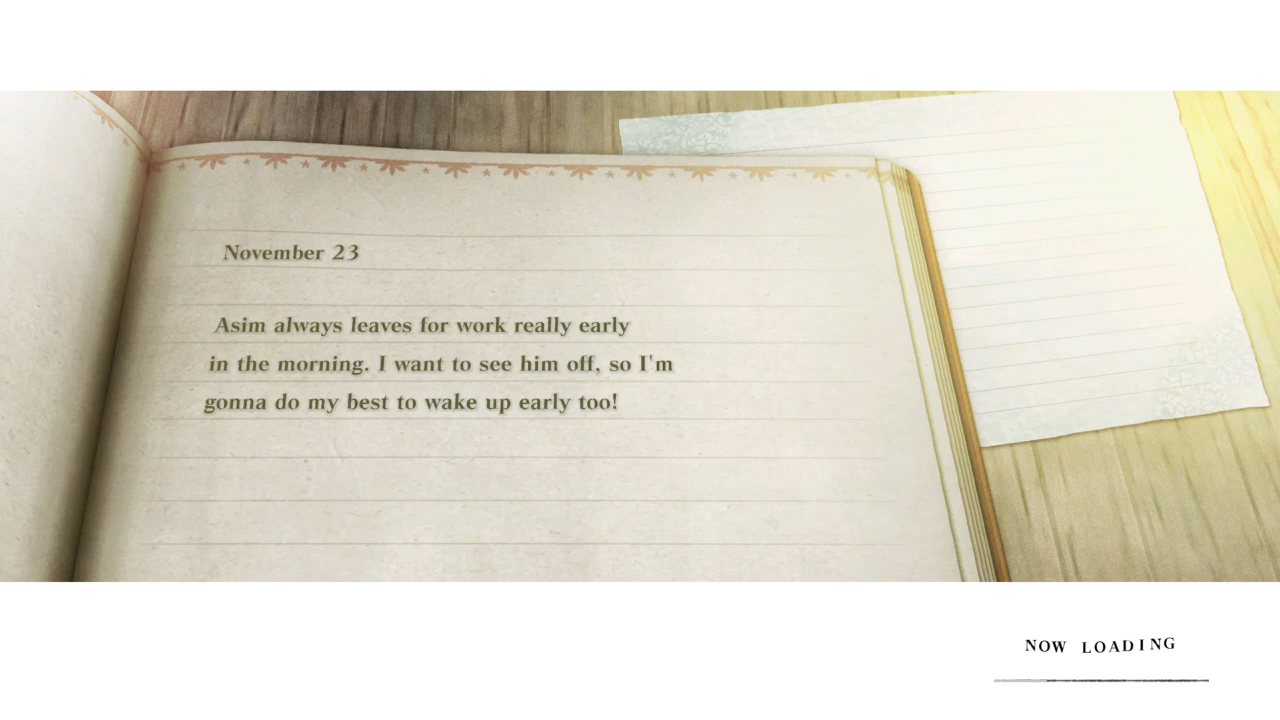 November 23
Asim always leaves for work really early
in the morning. I want to see him off, so I'm
gonna do my best to wake up early too!
NOW LOADING